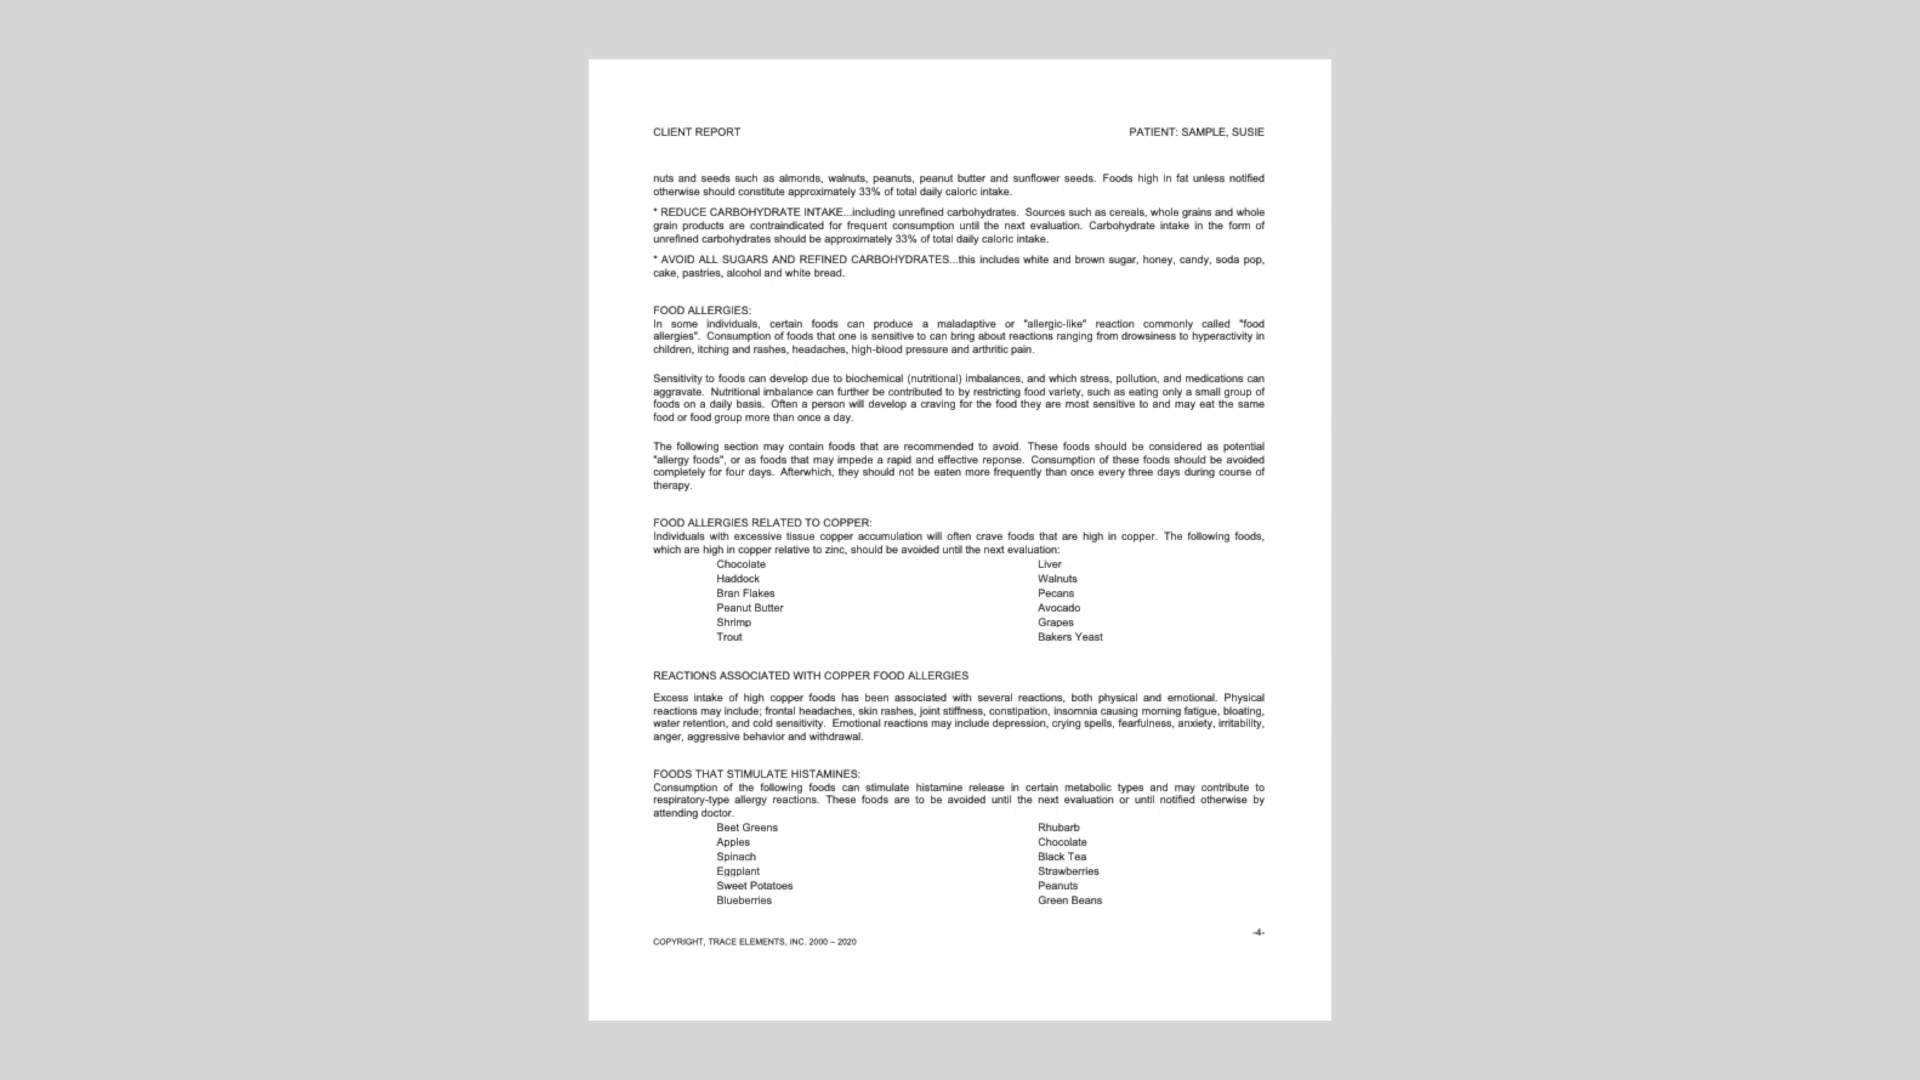 CLIENT REPORT PATIENT: SAMPLE, SUSIE
nuts and seeds such as almonds, walnuts, peanuts, peanut butter and sunflower seeds. Foods high in fat unless notified
otherwise should constitute approximately 33% of total daily caloric intake.
* REDUCE CARBOHYDRATE INTAKE...including unrefined carbohydrates. Sources such as cereals, whole grains and whole
grain products are contraindicated for frequent consumption until the next evaluation. Carbohydrate intake in the form of
unrefined carbohydrates should be approximately 33% of total daily caloric intake.
* AVOID ALL SUGARS AND REFINED CARBOHYDRATES...this includes white and brown sugar, honey, candy, soda pop,
cake, pastries, alcohol and white bread.
FOOD ALLERGIES:
In some individuals, certain foods can produce a maladaptive or "allergic-like" reaction commonly called "food
allergies". Consumption of foods that one is sensitive to can bring about reactions ranging from drowsiness to hyperactivity in
children, itching and rashes, headaches, high-blood pressure and arthritic pain.
Sensitivity to foods can develop due to biochemical (nutritional) imbalances, and which stress, pollution, and medications can
aggravate. Nutritional imbalance can further be contributed to by restricting food variety, such as eating only a small group of
foods on a daily basis. Often a person will develop a craving for the food they are most sensitive to and may eat the same
food or food group more than once a day.
The following section may contain foods that are recommended to avoid. These foods should be considered as potential
"allergy foods", or as foods that may impede a rapid and effective reponse. Consumption of these foods should be avoided
completely for four days. Afterwhich, they should not be eaten more frequently than once every three days during course of
therapy.
FOOD ALLERGIES RELATED TO COPPER:
Individuals with excessive tissue copper accumulation will often crave foods that are high in copper. The following foods,
which are high in copper relative to zinc, should be avoided until the next evaluation:
Chocolate Liver
Haddock Walnuts
Bran Flakes Pecans
Peanut Butter Avocado
Shrimp Grapes
Trout Bakers Yeast
REACTIONS ASSOCIATED WITH COPPER FOOD ALLERGIES
Excess intake of high copper foods has been associated with several reactions, both physical and emotional. Physical
reactions may include; frontal headaches, skin rashes, joint stiffness, constipation, insomnia causing morning fatigue, bloating,
water retention, and cold sensitivity. Emotional reactions may include depression, crying spells, fearfulness, anxiety, irritability,
anger, aggressive behavior and withdrawal.
FOODS THAT STIMULATE HISTAMINES:
Consumption of the following foods can stimulate histamine release in certain metabolic types and may contribute to
respiratory-type allergy reactions. These foods are to be avoided until the next evaluation or until notified otherwise by
attending doctor.
Beet Greens Rhubarb
Apples Chocolate
Spinach Black Tea
Eggplant Strawberries
Sweet Potatoes Peanuts
Blueberries Green Beans
-4-
COPYRIGHT, TRACE ELEMENTS, INC. 2000 – 2020